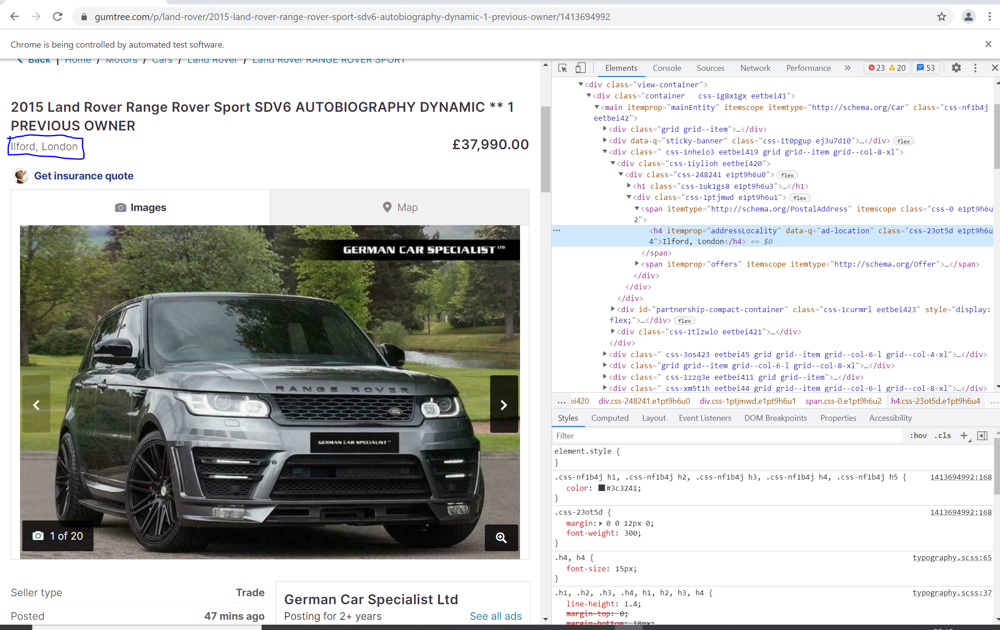 gumtree.com/p/land-rover/2015-land-rover-range-rover-sport-sdv6-autobiography-dynamic-1-previous-owner/1413694992
Chrome is being controlled by automated test software.
Back | Home / Motors / Cars / Land Rover / Land Rover RANGE ROVER SPORT
2015 Land Rover Range Rover Sport SDV6 AUTOBIOGRAPHY DYNAMIC ** 1
PREVIOUS OWNER
Ilford, London
£37,990.00
Get insurance quote
Images
Map
GERMAN CAR SPECIALIST LTD
RANGE ROVER
GERMAN CAR SPECIALIST
1 of 20
Seller type Trade
Posted 47 mins ago
German Car Specialist Ltd
Posting for 2+ years See all ads
Elements Console Sources Network Performance » 23 20 53
<div class="view-container">
<div class="container   css-1g8x1gx eetbei41">
<main itemprop="mainEntity" itemscope itemtype="http://schema.org/Car" class="css-nf1b4j
eetbei42">
<div class="grid grid--item">…</div>
<div data-q="sticky-banner" class="css-1t0pgup ej3u7d10">…</div> flex
<div class=" css-1nheio3 eetbei419 grid grid--item grid--col-8-xl">
<div class="css-1iylioh eetbei420">
<div class="css-248241 e1pt9h6u0"> flex
<h1 class="css-1uk1gs8 e1pt9h6u3">…</h1>
<div class="css-1ptjmwd e1pt9h6u1"> flex
<span itemtype="http://schema.org/PostalAddress" itemscope class="css-0 e1pt9h6u
2">
… <h4 itemprop="addressLocality" data-q="ad-location" class="css-23ot5d e1pt9h6u
4">Ilford, London</h4> == $0
</span>
<span itemprop="offers" itemscope itemtype="http://schema.org/Offer">…</span>
</div>
</div>
</div>
<div id="partnership-compact-container" class="css-1curmrl eetbei423" style="display:
flex;">…</div> flex
<div class="css-1tlzwlo eetbei421">…</div>
</div>
<div class=" css-3os423 eetbei45 grid grid--item grid--col-6-l grid--col-4-xl">…</div>
<div class="grid grid--item grid--col-6-l grid--col-8-xl">…</div>
<div class=" css-1zzq3e eetbei411 grid grid--item">…</div>
<div class=" css-xm5t1h eetbei44 grid grid--item grid--col-6-l grid--col-8-xl">…</div>
… ei420 div.css-248241.e1pt9h6u0 div.css-1ptjmwd.e1pt9h6u1 span.css-0.e1pt9h6u2 h4.css-23ot5d.e1pt9h6u4 …
Styles Computed Layout Event Listeners DOM Breakpoints Properties Accessibility
Filter :hov .cls +
element.style {
}
.css-nf1b4j h1, .css-nf1b4j h2, .css-nf1b4j h3, .css-nf1b4j h4, .css-nf1b4j h5 { 1413694992:168
color: #3c3241;
}
.css-23ot5d { 1413694992:168
margin: 0 0 12px 0;
font-weight: 300;
}
.h4, h4 { typography.scss:65
font-size: 15px;
}
.h1, .h2, .h3, .h4, h1, h2, h3, h4 { typography.scss:37
line-height: 1.4;
margin-top: 0;
margin-bottom: 18px;